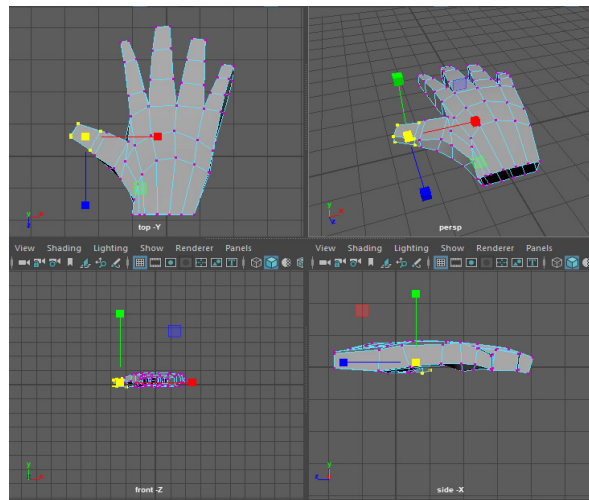 top -Y
persp
View Shading Lighting Show Renderer Panels
View Shading Lighting Show Renderer Panels
front -Z
side -X